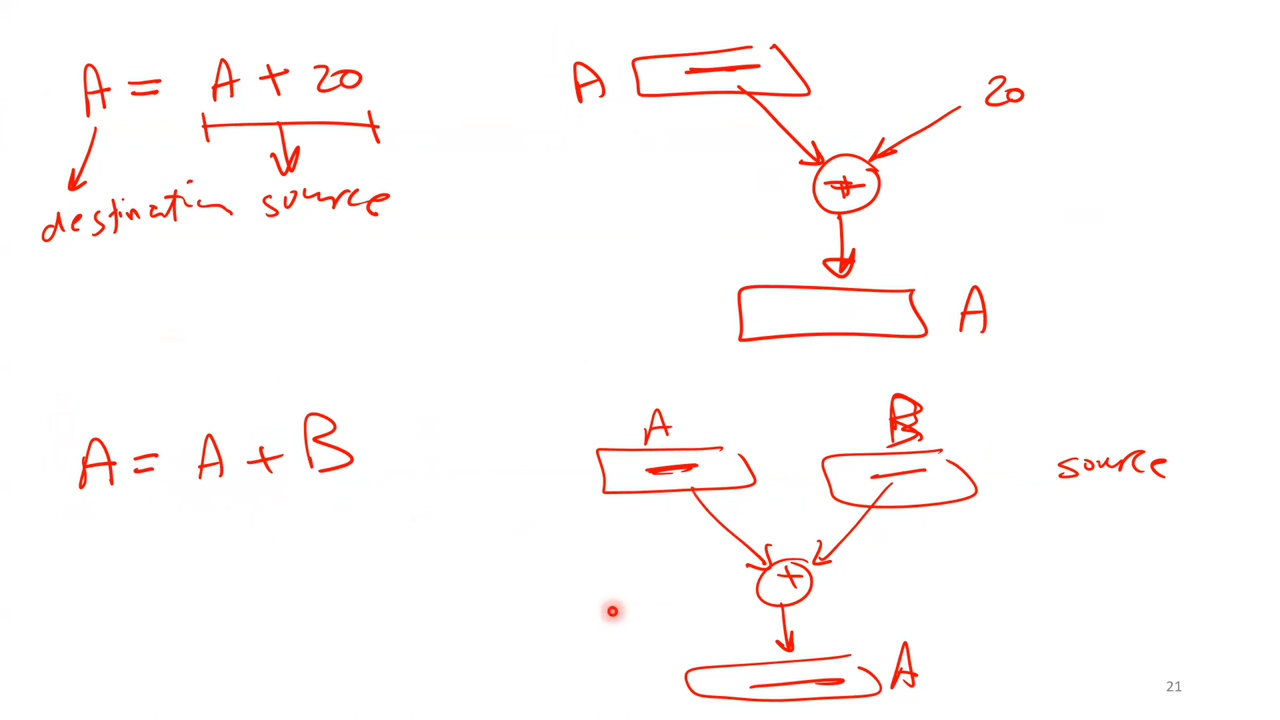 A = A + 20
destination source
A
20
+
A
A = A + B
A
B
source
+
A
21